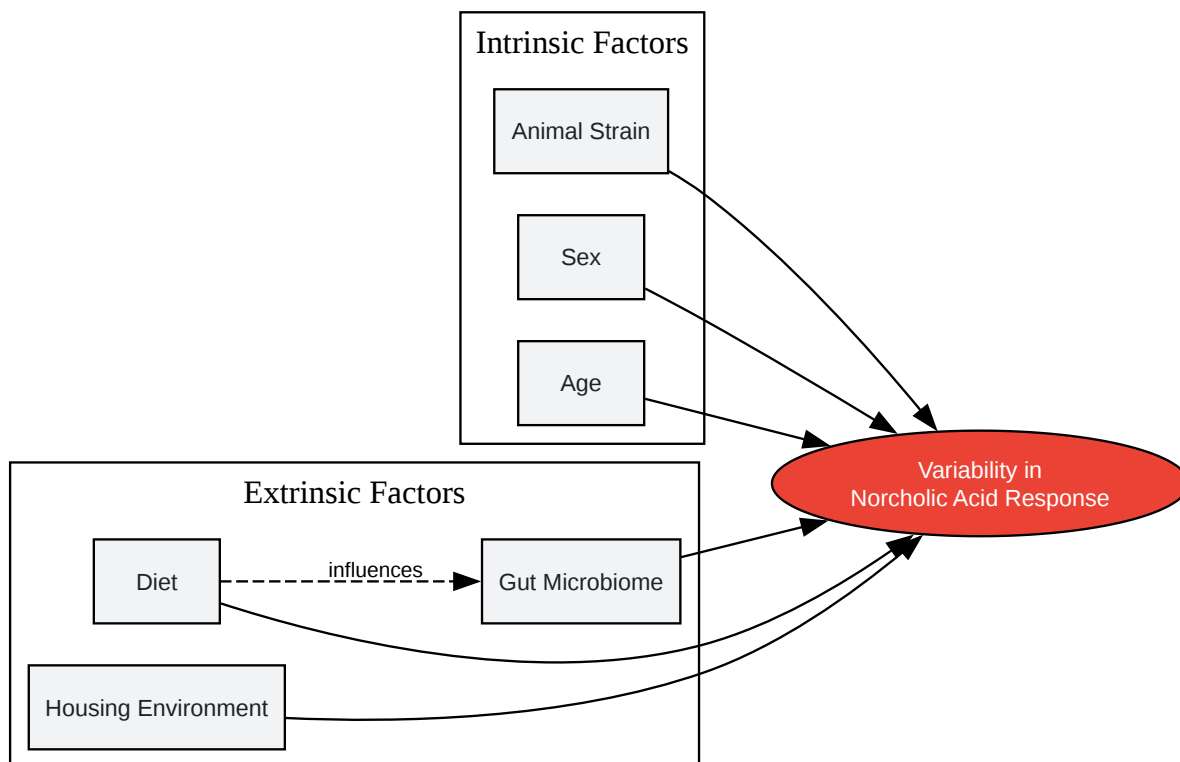 Intrinsic Factors
Animal Strain
Sex
Age
Variability in
Norcholic Acid Response
Extrinsic Factors
Diet
influences
Gut Microbiome
Housing Environment